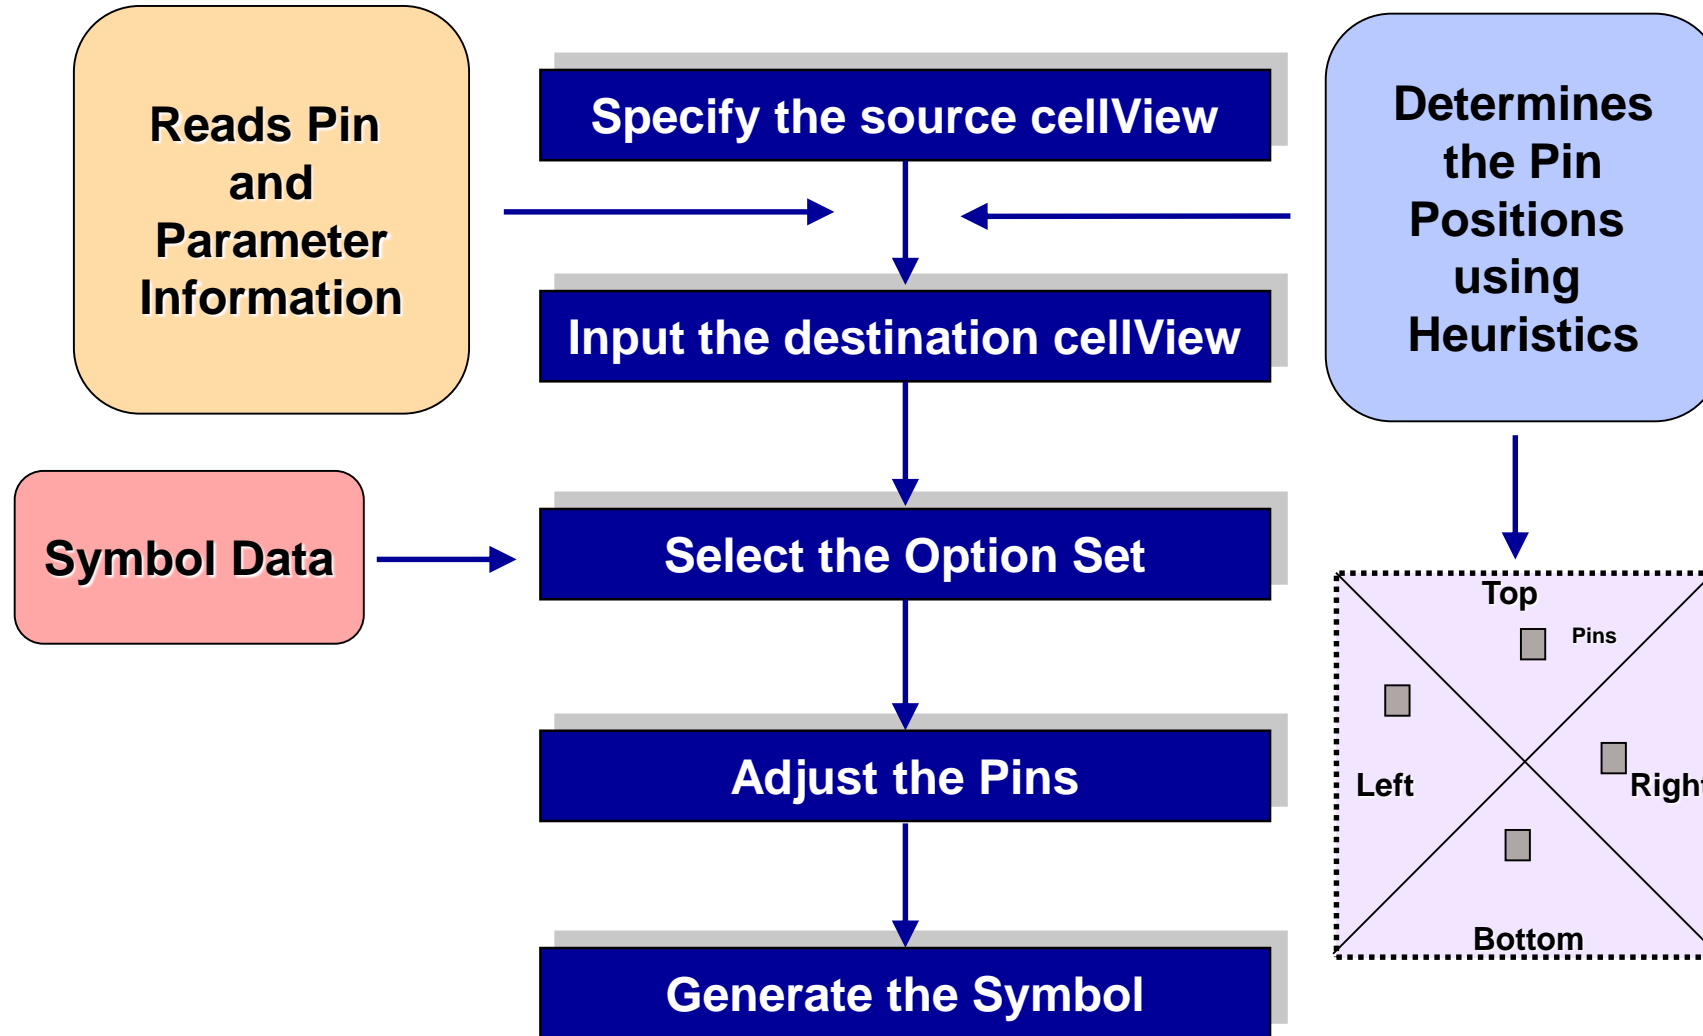 Reads Pin
and
Parameter
Information
Specify the source cellView
Determines
the Pin
Positions
using
Heuristics
Input the destination cellView
Symbol Data
Select the Option Set
Top
Pins
Left
Right
Bottom
Adjust the Pins
Generate the Symbol